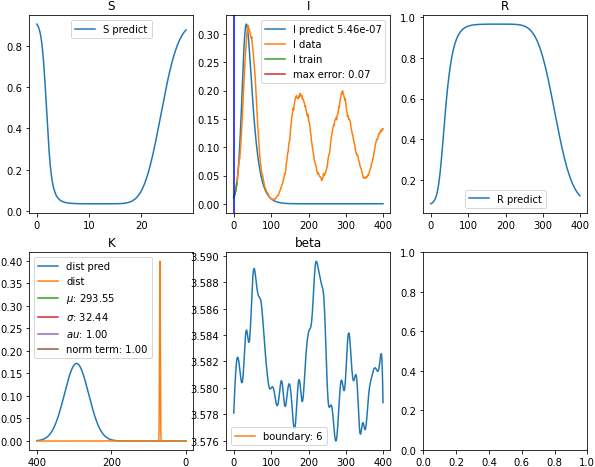 S
S predict
0.8
0.6
0.4
0.2
0.0
0 10 20
I
I predict 5.46e-07
I data
I train
max error: 0.07
0.30
0.25
0.20
0.15
0.10
0.05
0.00
0 100 200 300 400
R
R predict
1.0
0.8
0.6
0.4
0.2
0 100 200 300 400
K
dist pred
dist
μ: 293.55
σ: 32.44
au: 1.00
norm term: 1.00
0.40
0.35
0.30
0.25
0.20
0.15
0.10
0.05
0.00
400 200 0
beta
boundary: 6
3.590
3.588
3.586
3.584
3.582
3.580
3.578
3.576
0 100 200 300 400
1.0
0.8
0.6
0.4
0.2
0.0
0.0 0.2 0.4 0.6 0.8 1.0